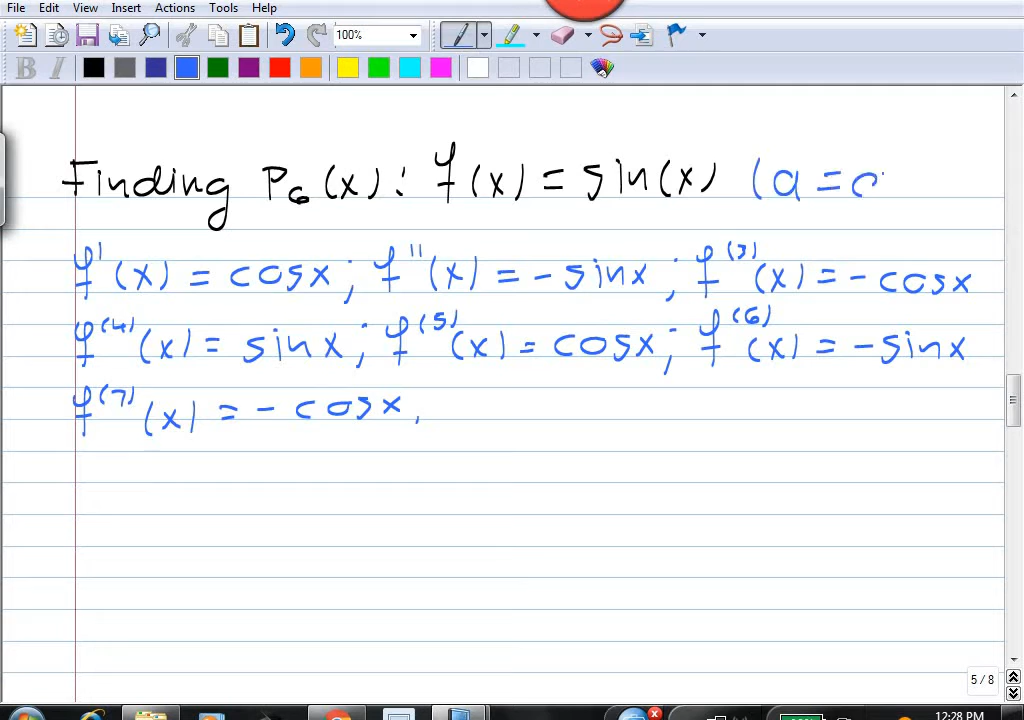 File Edit View Insert Actions Tools Help
100%
B I
Finding P₆(x): f(x) = sin(x) (a = 0
f'(x) = cosx; f''(x) = -sinx; f⁽³⁾(x) = -cosx
f⁽⁴⁾(x) = sinx; f⁽⁵⁾(x) = cosx; f⁽⁶⁾(x) = -sinx
f⁽⁷⁾(x) = -cosx,
5 / 8
12:28 PM